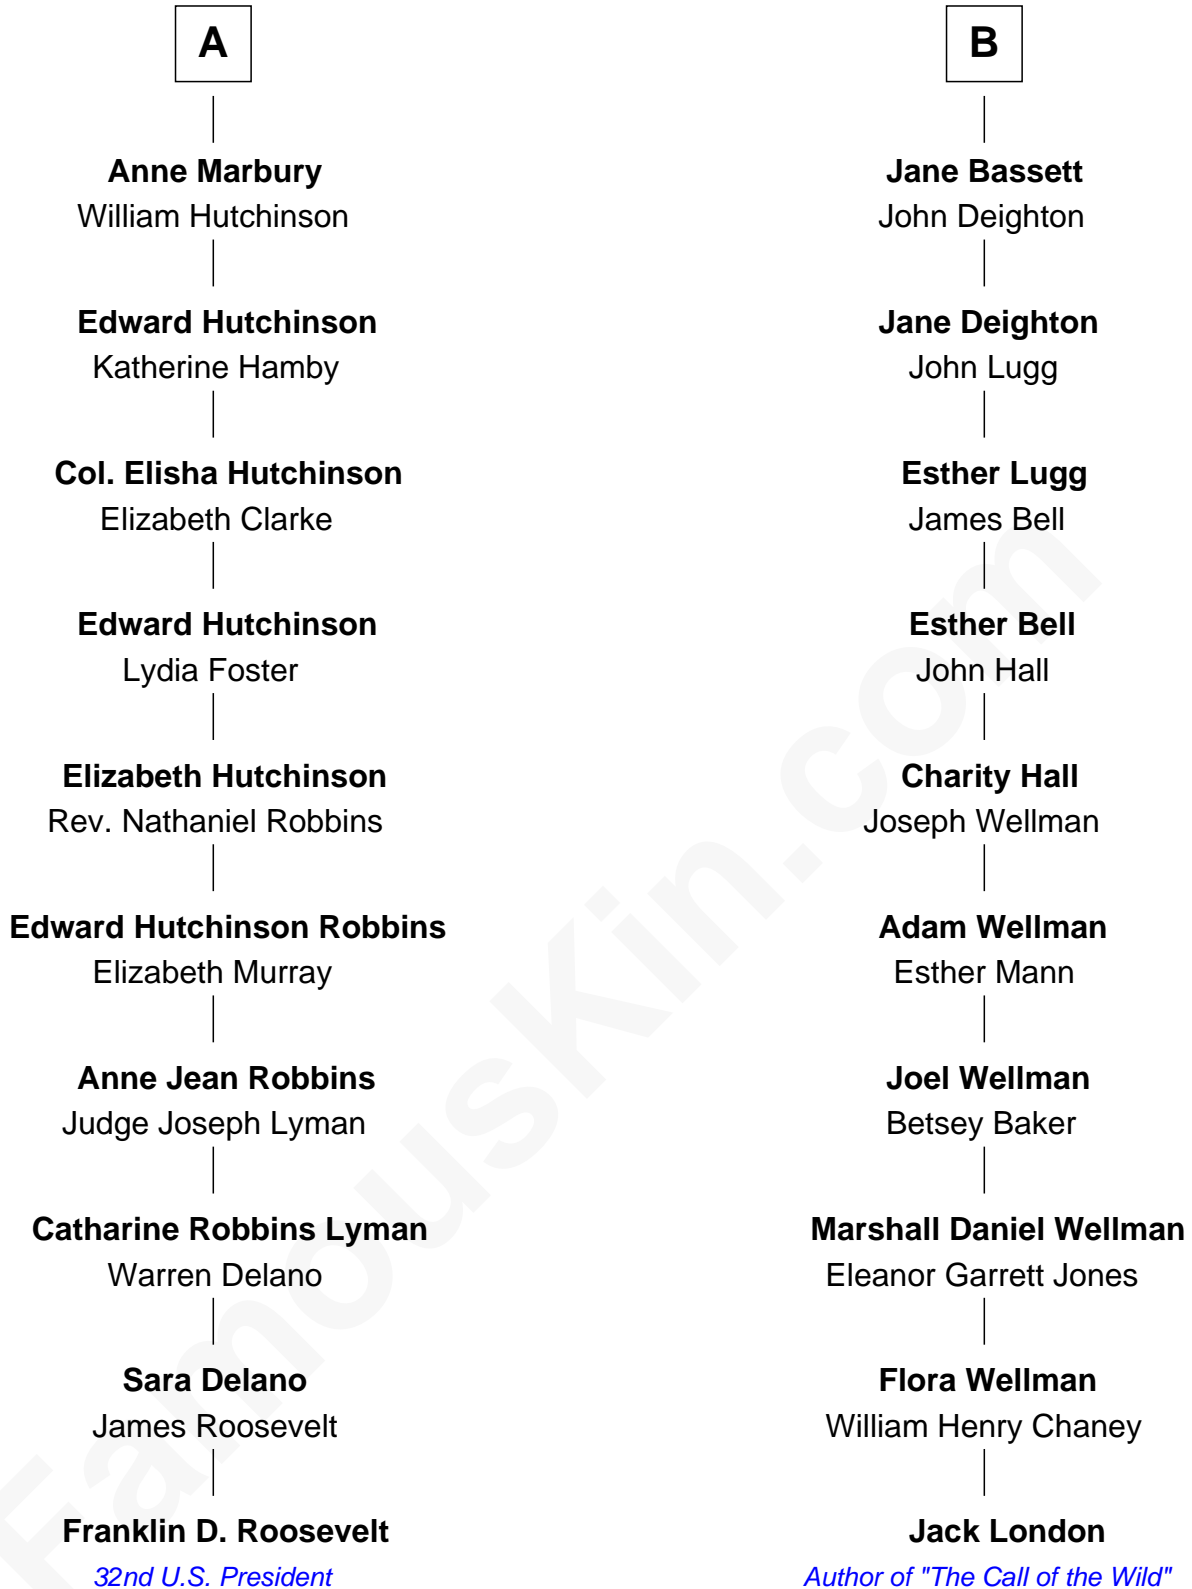 A
Anne Marbury
William Hutchinson
Edward Hutchinson
Katherine Hamby
Col. Elisha Hutchinson
Elizabeth Clarke
Edward Hutchinson
Lydia Foster
Elizabeth Hutchinson
Rev. Nathaniel Robbins
Edward Hutchinson Robbins
Elizabeth Murray
Anne Jean Robbins
Judge Joseph Lyman
Catharine Robbins Lyman
Warren Delano
Sara Delano
James Roosevelt
Franklin D. Roosevelt
32nd U.S. President
B
Jane Bassett
John Deighton
Jane Deighton
John Lugg
Esther Lugg
James Bell
Esther Bell
John Hall
Charity Hall
Joseph Wellman
Adam Wellman
Esther Mann
Joel Wellman
Betsey Baker
Marshall Daniel Wellman
Eleanor Garrett Jones
Flora Wellman
William Henry Chaney
Jack London
Author of "The Call of the Wild"
FamousKin.com